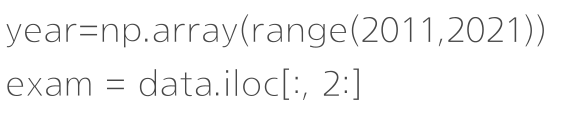 year=np.array(range(2011,2021))
exam = data.iloc[:, 2:]